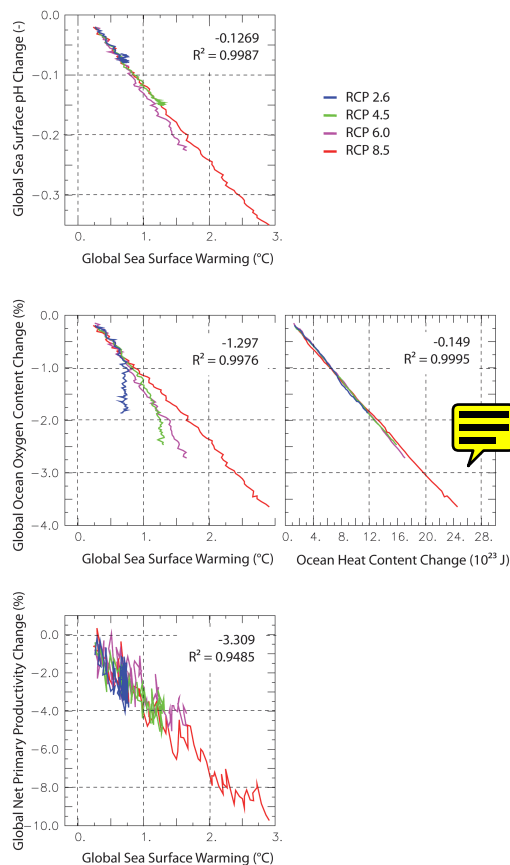 0.0
−0.1
−0.2
−0.3
Global Sea Surface pH Change (-)
-0.1269
R² = 0.9987
0. 1. 2. 3.
Global Sea Surface Warming (°C)
RCP 2.6
RCP 4.5
RCP 6.0
RCP 8.5
0.0
−1.0
−2.0
−3.0
−4.0
Global Ocean Oxygen Content Change (%)
-1.297
R² = 0.9976
0. 1. 2. 3.
Global Sea Surface Warming (°C)
-0.149
R² = 0.9995
0. 4. 8. 12. 16. 20. 24. 28.
Ocean Heat Content Change (10²³ J)
0.0
−2.0
−4.0
−6.0
−8.0
−10.0
Global Net Primary Productivity Change (%)
-3.309
R² = 0.9485
0. 1. 2. 3.
Global Sea Surface Warming (°C)